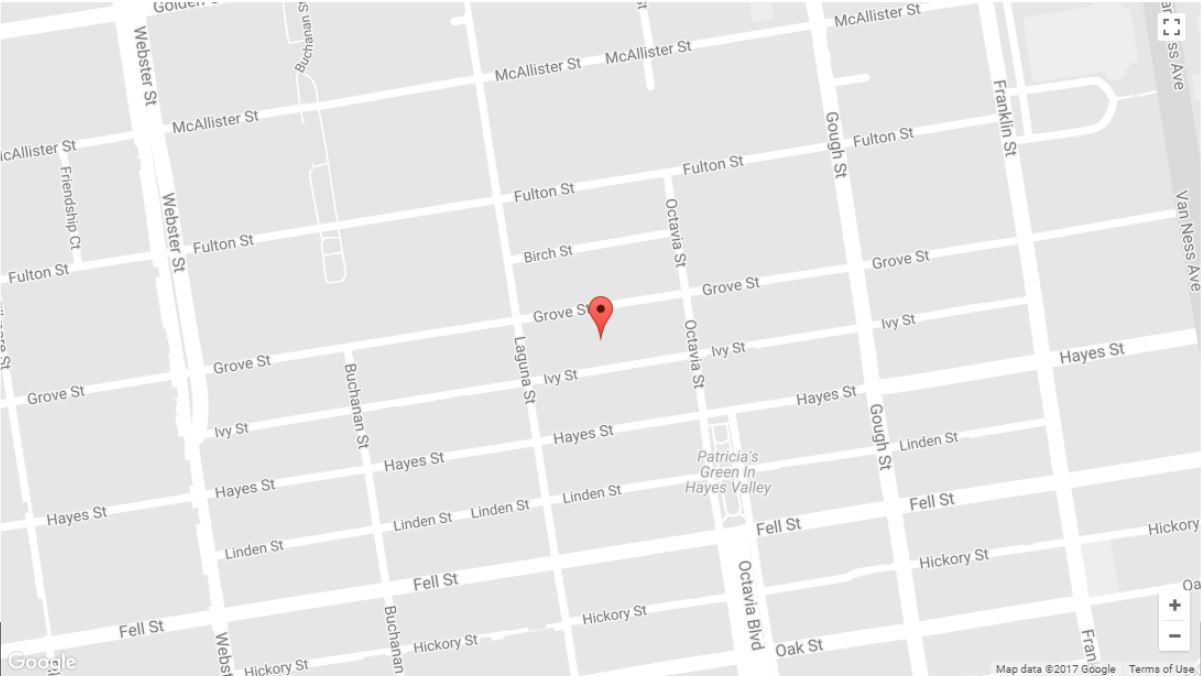 Golden
McAllister St
McAllister St
McAllister St
McAllister St
cAllister St
Webster St
Buchanan St
Friendship Ct
Webster St
Gough St
Franklin St
Van Ness Ave
Fulton St
Fulton St
Fulton St
Fulton St
Fulton St
Birch St
Octavia St
Grove St
Grove St
Grove St
Grove St
Grove St
Octavia St
Laguna St
Buchanan St
Ivy St
Ivy St
Ivy St
Ivy St
Hayes St
Hayes St
Hayes St
Hayes St
Hayes St
Hayes St
Gough St
Linden St
Linden St
Linden St
Linden St
Linden St
Patricia's
Green In
Hayes Valley
Fell St
Fell St
Fell St
Fell St
Hickory St
Hickory
Hickory St
Hickory St
Hickory St
Octavia Blvd
Oak St
Buchanan
Webs
Fran
Oa
+
−
Google
Map data ©2017 Google
Terms of Use